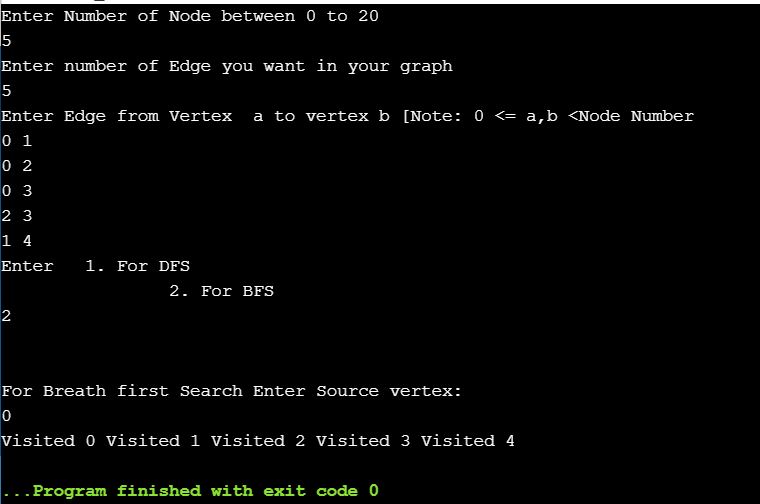 Enter Number of Node between 0 to 20
5
Enter number of Edge you want in your graph
5
Enter Edge from Vertex  a to vertex b [Note: 0 <= a,b <Node Number
0 1
0 2
0 3
2 3
1 4
Enter   1. For DFS
                2. For BFS
2
For Breath first Search Enter Source vertex:
0
Visited 0 Visited 1 Visited 2 Visited 3 Visited 4
...Program finished with exit code 0